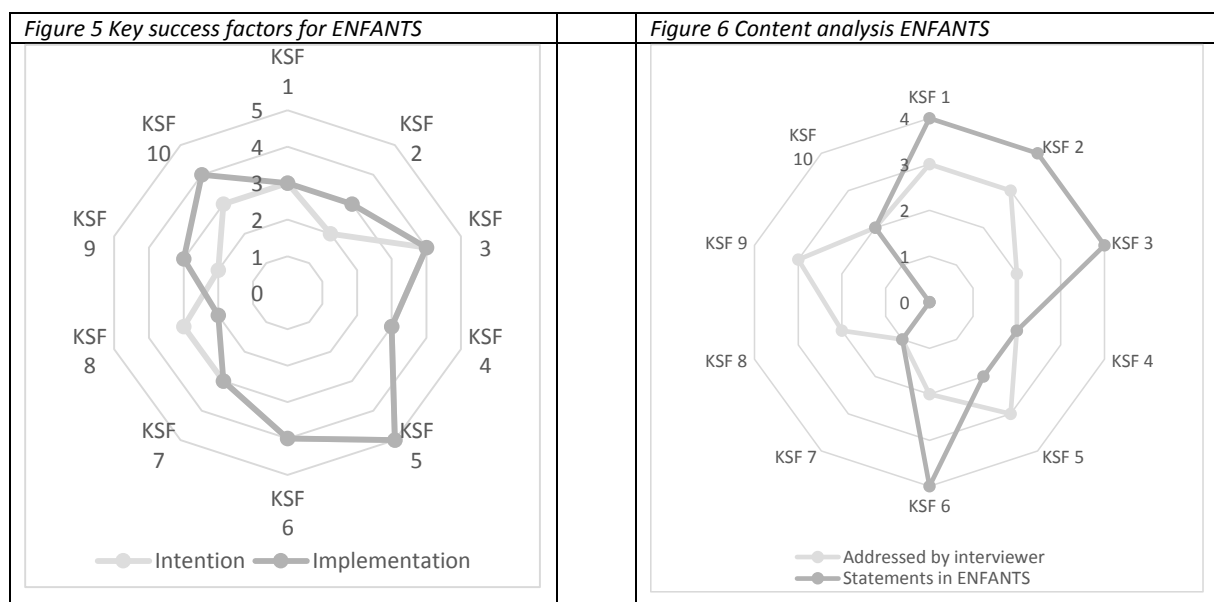 Figure 5 Key success factors for ENFANTS
KSF
1
KSF
2
KSF
3
KSF
4
KSF
5
KSF
6
KSF
7
KSF
8
KSF
9
KSF
10
5
4
3
2
1
0
Intention
Implementation
Figure 6 Content analysis ENFANTS
KSF 1
KSF 2
KSF 3
KSF 4
KSF 5
KSF 6
KSF 7
KSF 8
KSF 9
KSF
10
4
3
2
1
0
Addressed by interviewer
Statements in ENFANTS